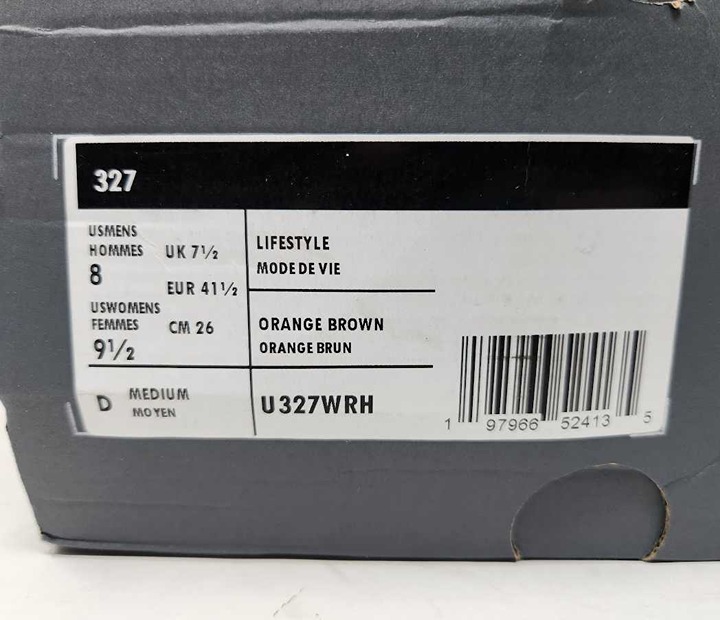 327
USMENS
HOMMES
8
UK 7½
EUR 41½
USWOMENS
FEMMES
9½
CM 26
LIFESTYLE
MODE DE VIE
ORANGE BROWN
ORANGE BRUN
D MEDIUM
MOYEN
U327WRH
1 97966 52413 5